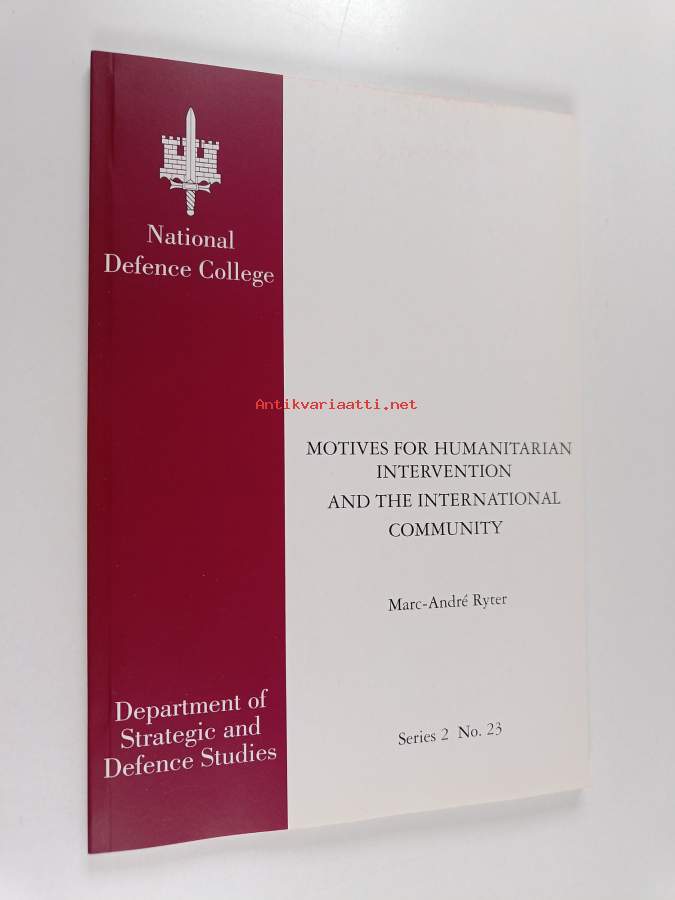 National
Defence College
Antikvariaatti.net
MOTIVES FOR HUMANITARIAN
INTERVENTION
AND THE INTERNATIONAL
COMMUNITY
Marc-André Ryter
Department of
Strategic and
Defence Studies
Series 2 No. 23